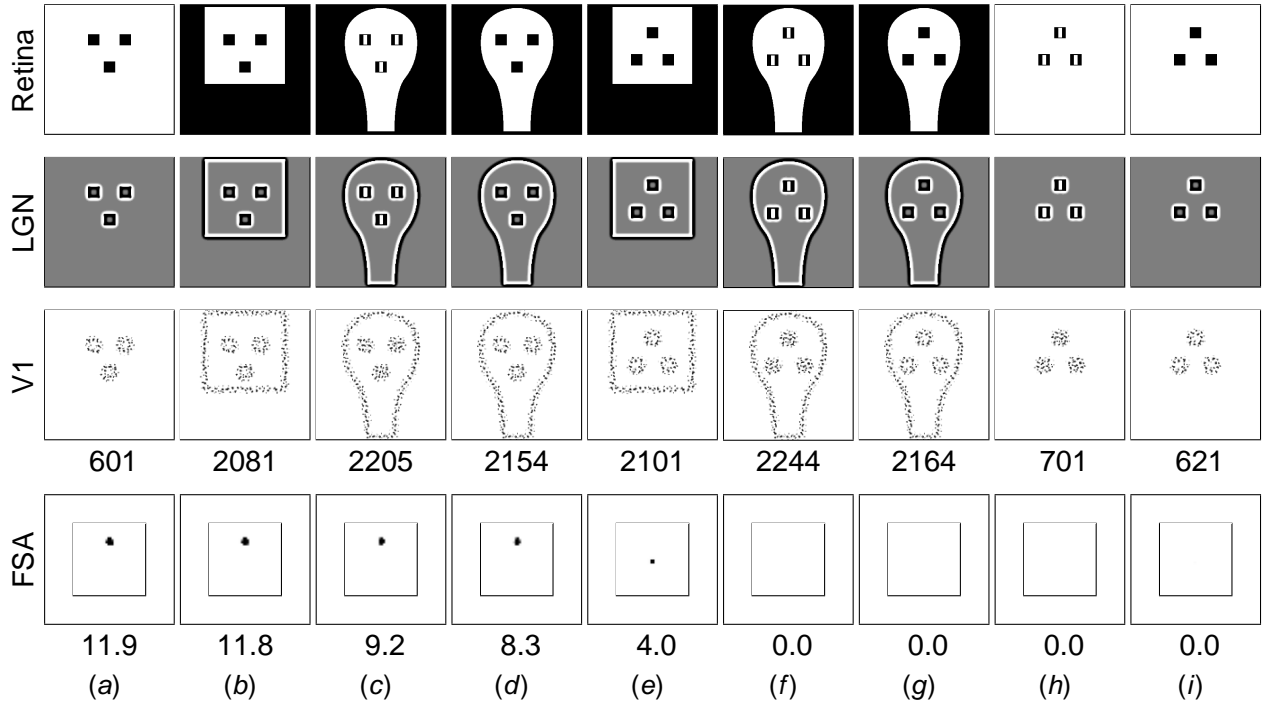 Retina
LGN
V1
601 2081 2205 2154 2101 2244 2164 701 621
FSA
11.9 11.8 9.2 8.3 4.0 0.0 0.0 0.0 0.0
(a) (b) (c) (d) (e) (f) (g) (h) (i)